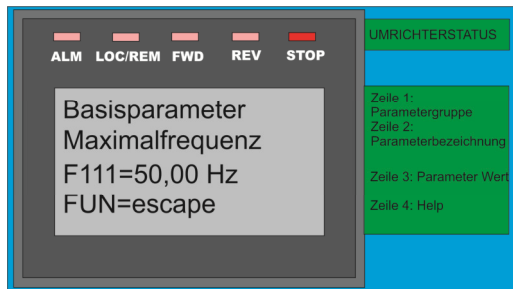 ALM LOC/REM FWD REV STOP
UMRICHTERSTATUS
Basisparameter
Maximalfrequenz
F111=50,00 Hz
FUN=escape
Zeile 1:
Parametergruppe
Zeile 2:
Parameterbezeichnung
Zeile 3: Parameter Wert
Zeile 4: Help